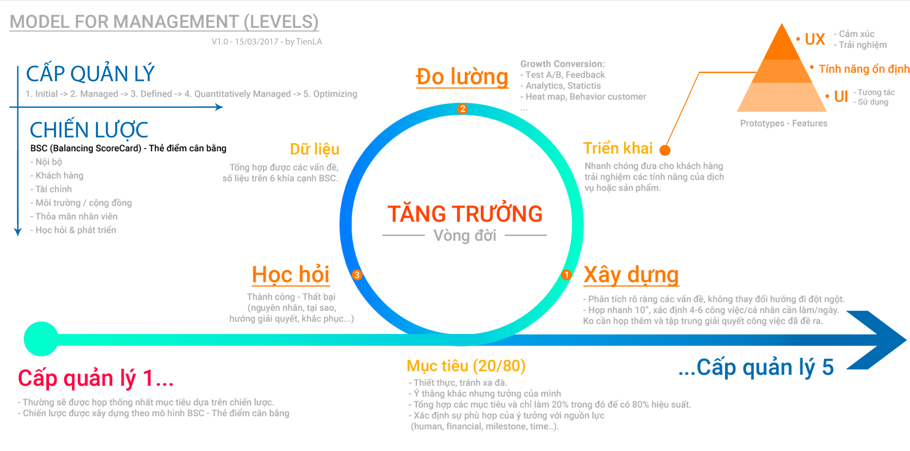 MODEL FOR MANAGEMENT (LEVELS)
V1.0 - 15/03/2017 - by TienLA
CẤP QUẢN LÝ
1. Initial -> 2. Managed -> 3. Defined -> 4. Quantitatively Managed -> 5. Optimizing
CHIẾN LƯỢC
BSC (Balancing ScoreCard) - Thẻ điểm cân bằng
- Nội bộ
- Khách hàng
- Tài chính
- Môi trường / cộng đồng
- Thỏa mãn nhân viên
- Học hỏi & phát triển
Đo lường
2
Growth Conversion:
- Test A/B, Feedback
- Analytics, Statictis
- Heat map, Behavior customer
...
UX
- Cảm xúc
- Trải nghiệm
Tính năng ổn định
UI
- Tương tác
- Sử dụng
Prototypes - Features
Dữ liệu
Tổng hợp được các vấn đề,
số liệu trên 6 khía cạnh BSC.
Triển khai
Nhanh chóng đưa cho khách hàng
trải nghiệm các tính năng của dịch
vụ hoặc sản phẩm.
TĂNG TRƯỞNG
Vòng đời
Học hỏi
3
Thành công - Thất bại
(nguyên nhân, tại sao,
hướng giải quyết, khắc phục...)
1
Xây dựng
- Phân tích rõ ràng các vấn đề, không thay đổi hướng đi đột ngột.
- Họp nhanh 10", xác định 4-6 công việc/cá nhân cần làm/ngày.
Ko cần họp thêm và tập trung giải quyết công việc đã đề ra.
Cấp quản lý 1...
- Thường sẽ được họp thống nhất mục tiêu dựa trên chiến lược.
- Chiến lược được xây dựng theo mô hình BSC - Thẻ điểm cân bằng
Mục tiêu (20/80)
- Thiết thực, tránh xa đà.
- Ý thăng khác nhưng tưởng của mình
- Tổng hợp các mục tiêu và chỉ làm 20% trong đó để có 80% hiệu suất.
- Xác định sự phù hợp của ý tưởng với nguồn lực
(human, financial, milestone, time..).
...Cấp quản lý 5